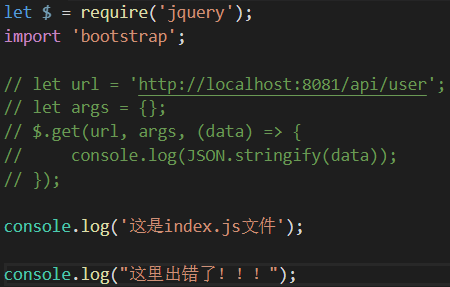 let $ = require('jquery');
import 'bootstrap';
// let url = 'http://localhost:8081/api/user';
// let args = {};
// $.get(url, args, (data) => {
//     console.log(JSON.stringify(data));
// });
console.log('这是index.js文件');
console.log("这里出错了！！！");